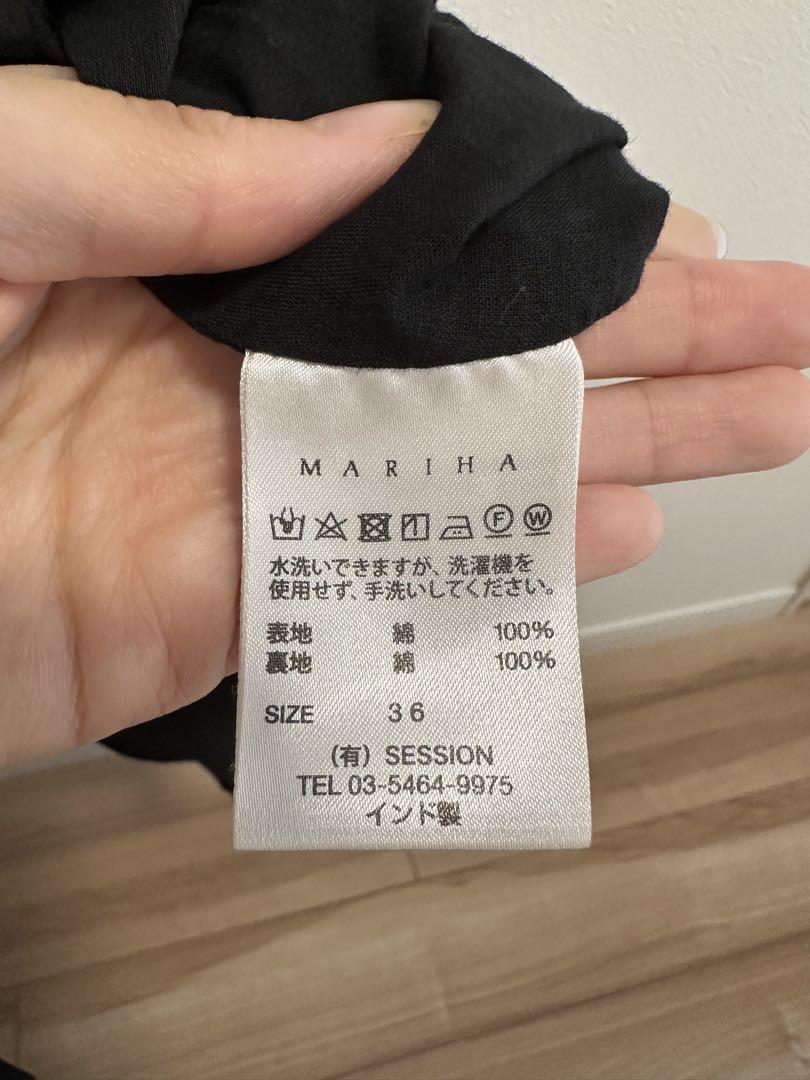 MARIHA
F W
水洗いできますが、洗濯機を
使用せず、手洗いしてください。
表地 綿 100%
裏地 綿 100%
SIZE 36
(有) SESSION
TEL 03-5464-9975
インド製